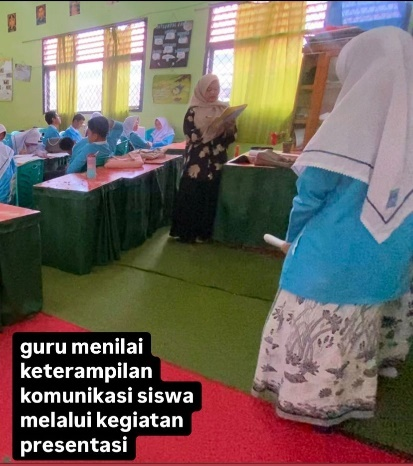 guru menilai
keterampilan
komunikasi siswa
melalui kegiatan
presentasi